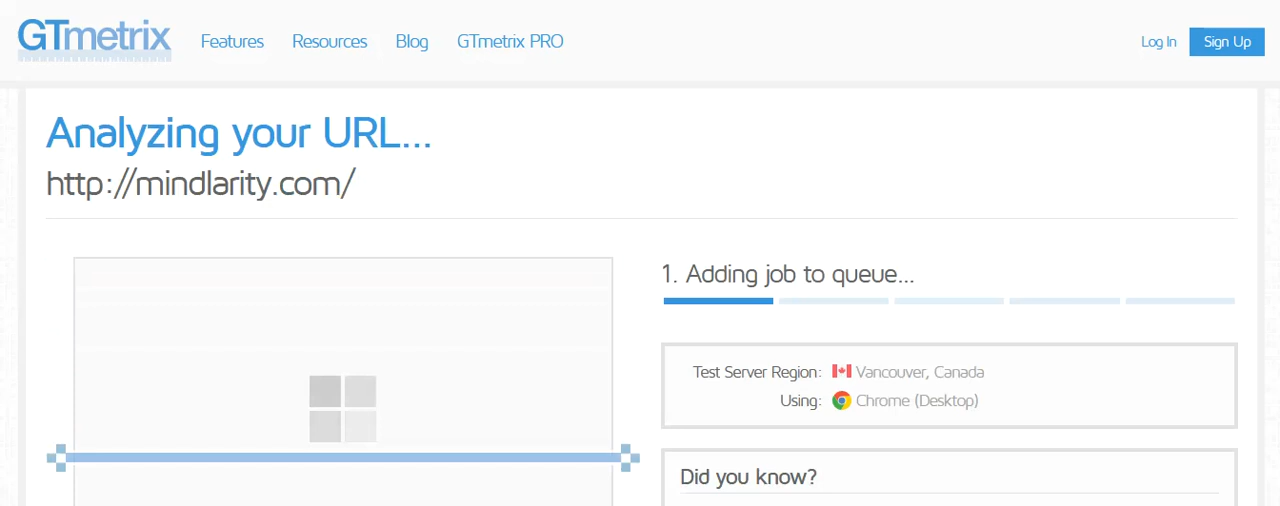 GTmetrix Features Resources Blog GTmetrix PRO Log In Sign Up
Analyzing your URL...
http://mindlarity.com/
1. Adding job to queue...
Test Server Region: Vancouver, Canada
Using: Chrome (Desktop)
Did you know?